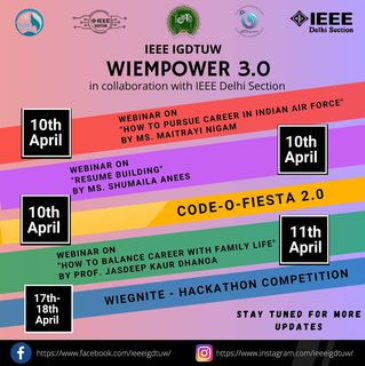 IEEE
Delhi Section
IEEE IGDTUW
WIEMPOWER 3.0
in collaboration with IEEE Delhi Section
10th
April
WEBINAR ON
"HOW TO PURSUE CAREER IN INDIAN AIR FORCE"
BY MS. MAITRAYI NIGAM
WEBINAR ON
"RESUME BUILDING"
BY MS. SHUMAILA ANEES
10th
April
10th
April
CODE-O-FIESTA 2.0
WEBINAR ON
"HOW TO BALANCE CAREER WITH FAMILY LIFE"
BY PROF. JASDEEP KAUR DHANOA
11th
April
17th-
18th
April
WIEGNITE - HACKATHON COMPETITION
STAY TUNED FOR MORE
UPDATES
https://www.facebook.com/ieeeigdtuw/
https://www.instagram.com/ieeeigdtuw/